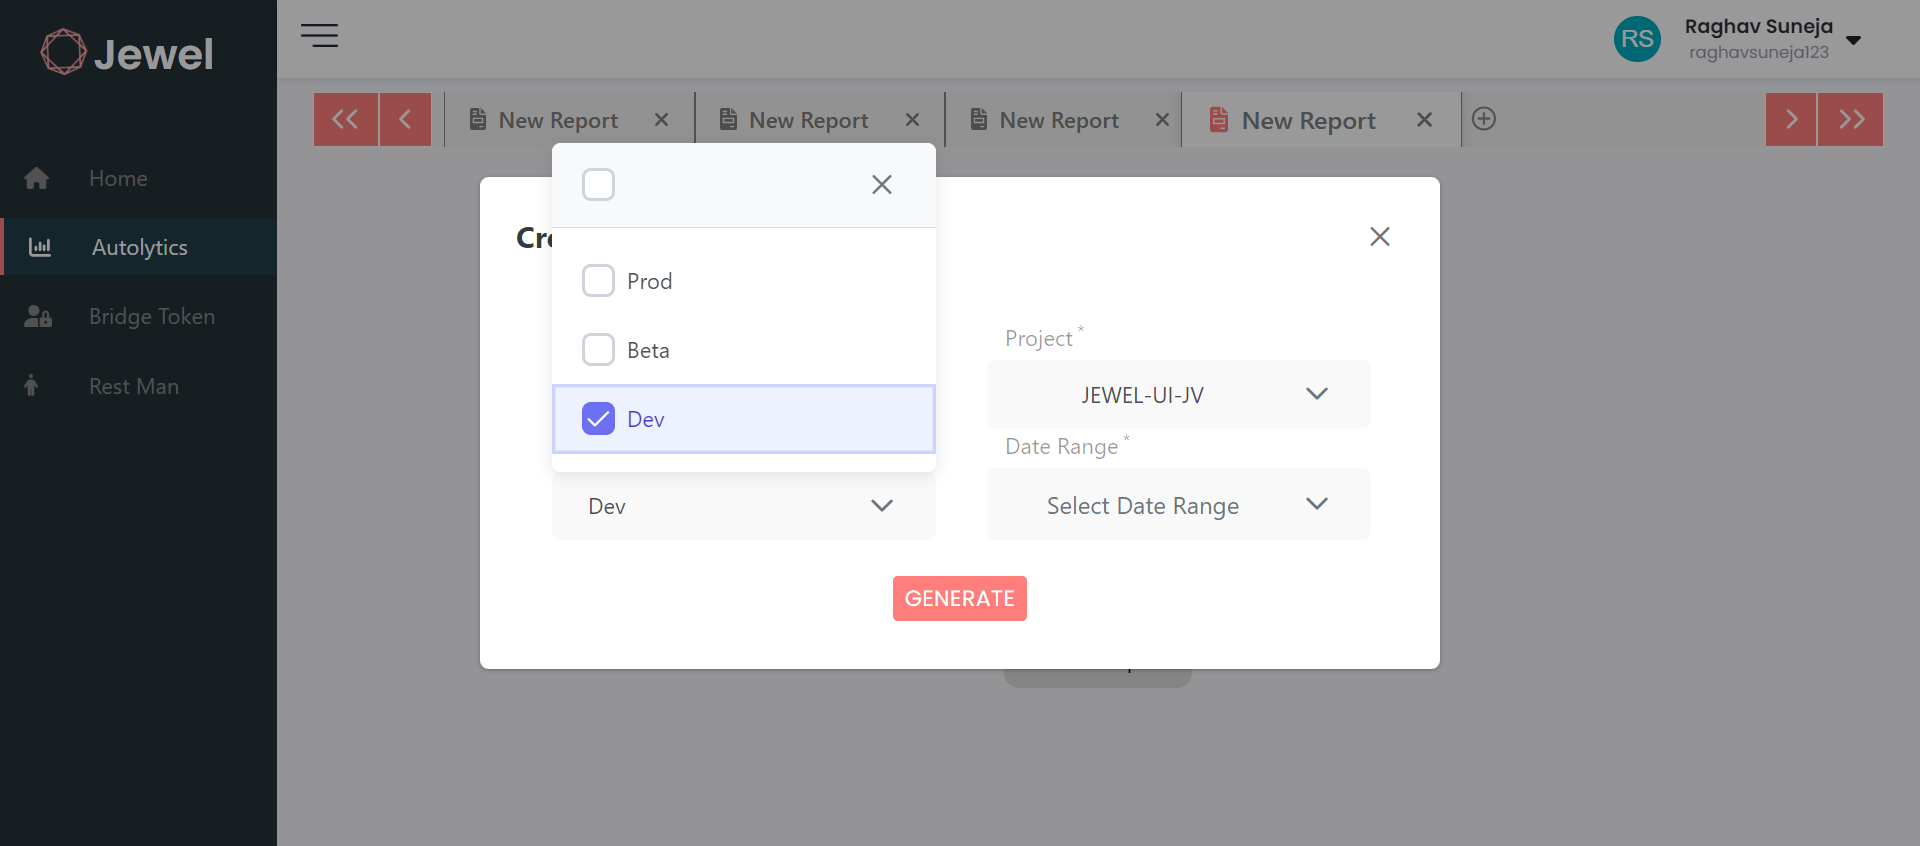 Jewel
Home
Autolytics
Bridge Token
Rest Man
RS
Raghav Suneja
raghavsuneja123
New Report
New Report
New Report
New Report
Prod
Beta
Dev
Dev
Project *
JEWEL-UI-JV
Date Range *
Select Date Range
GENERATE